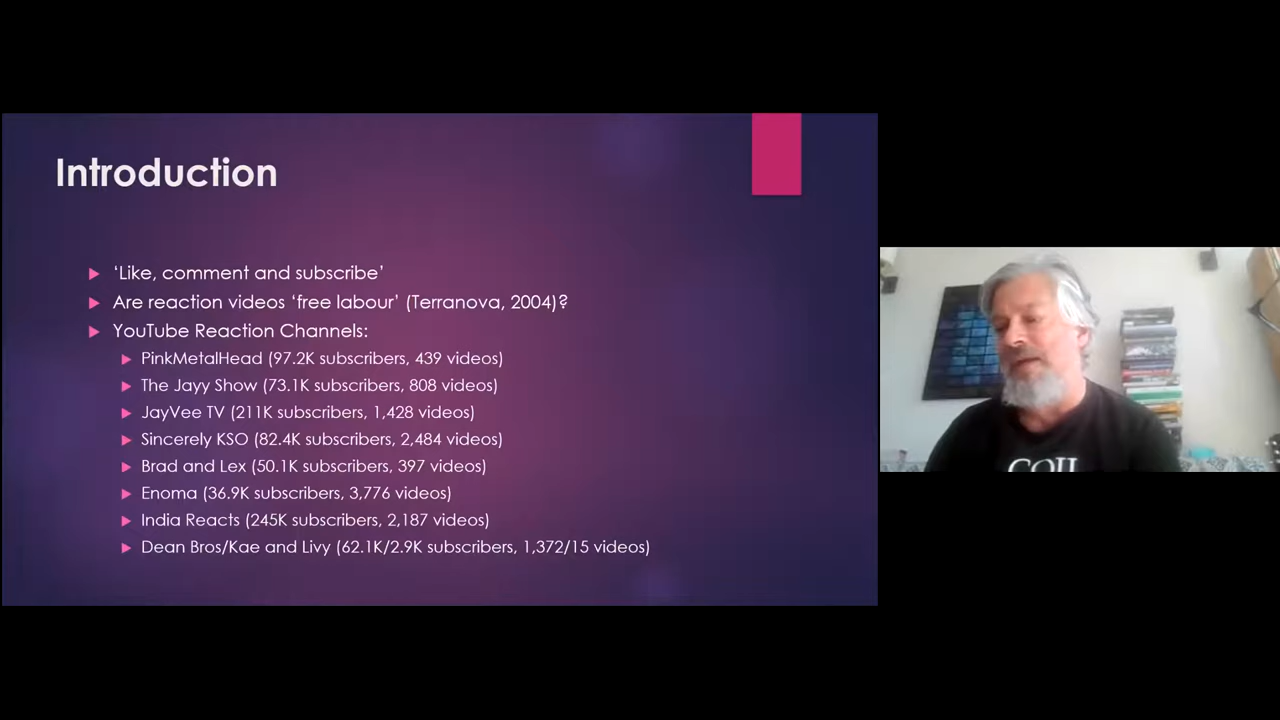 Introduction
‘Like, comment and subscribe’
Are reaction videos ‘free labour’ (Terranova, 2004)?
YouTube Reaction Channels:
PinkMetalHead (97.2K subscribers, 439 videos)
The Jayy Show (73.1K subscribers, 808 videos)
JayVee TV (211K subscribers, 1,428 videos)
Sincerely KSO (82.4K subscribers, 2,484 videos)
Brad and Lex (50.1K subscribers, 397 videos)
Enoma (36.9K subscribers, 3,776 videos)
India Reacts (245K subscribers, 2,187 videos)
Dean Bros/Kae and Livy (62.1K/2.9K subscribers, 1,372/15 videos)
COIL